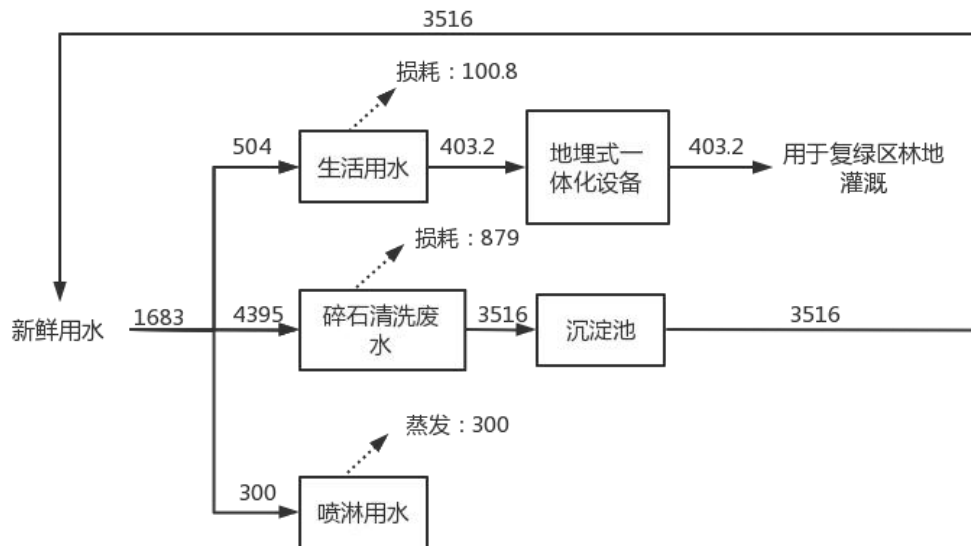 3516
损耗：100.8
504
生活用水
403.2
地埋式一
体化设备
403.2
用于复绿区林地
灌溉
损耗：879
新鲜用水
1683
4395
碎石清洗废
水
3516
沉淀池
3516
蒸发：300
300
喷淋用水